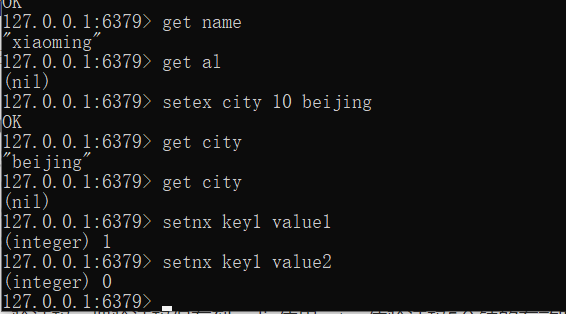 OK
127.0.0.1:6379> get name
"xiaoming"
127.0.0.1:6379> get al
(nil)
127.0.0.1:6379> setex city 10 beijing
OK
127.0.0.1:6379> get city
"beijing"
127.0.0.1:6379> get city
(nil)
127.0.0.1:6379> setnx key1 value1
(integer) 1
127.0.0.1:6379> setnx key1 value2
(integer) 0
127.0.0.1:6379>